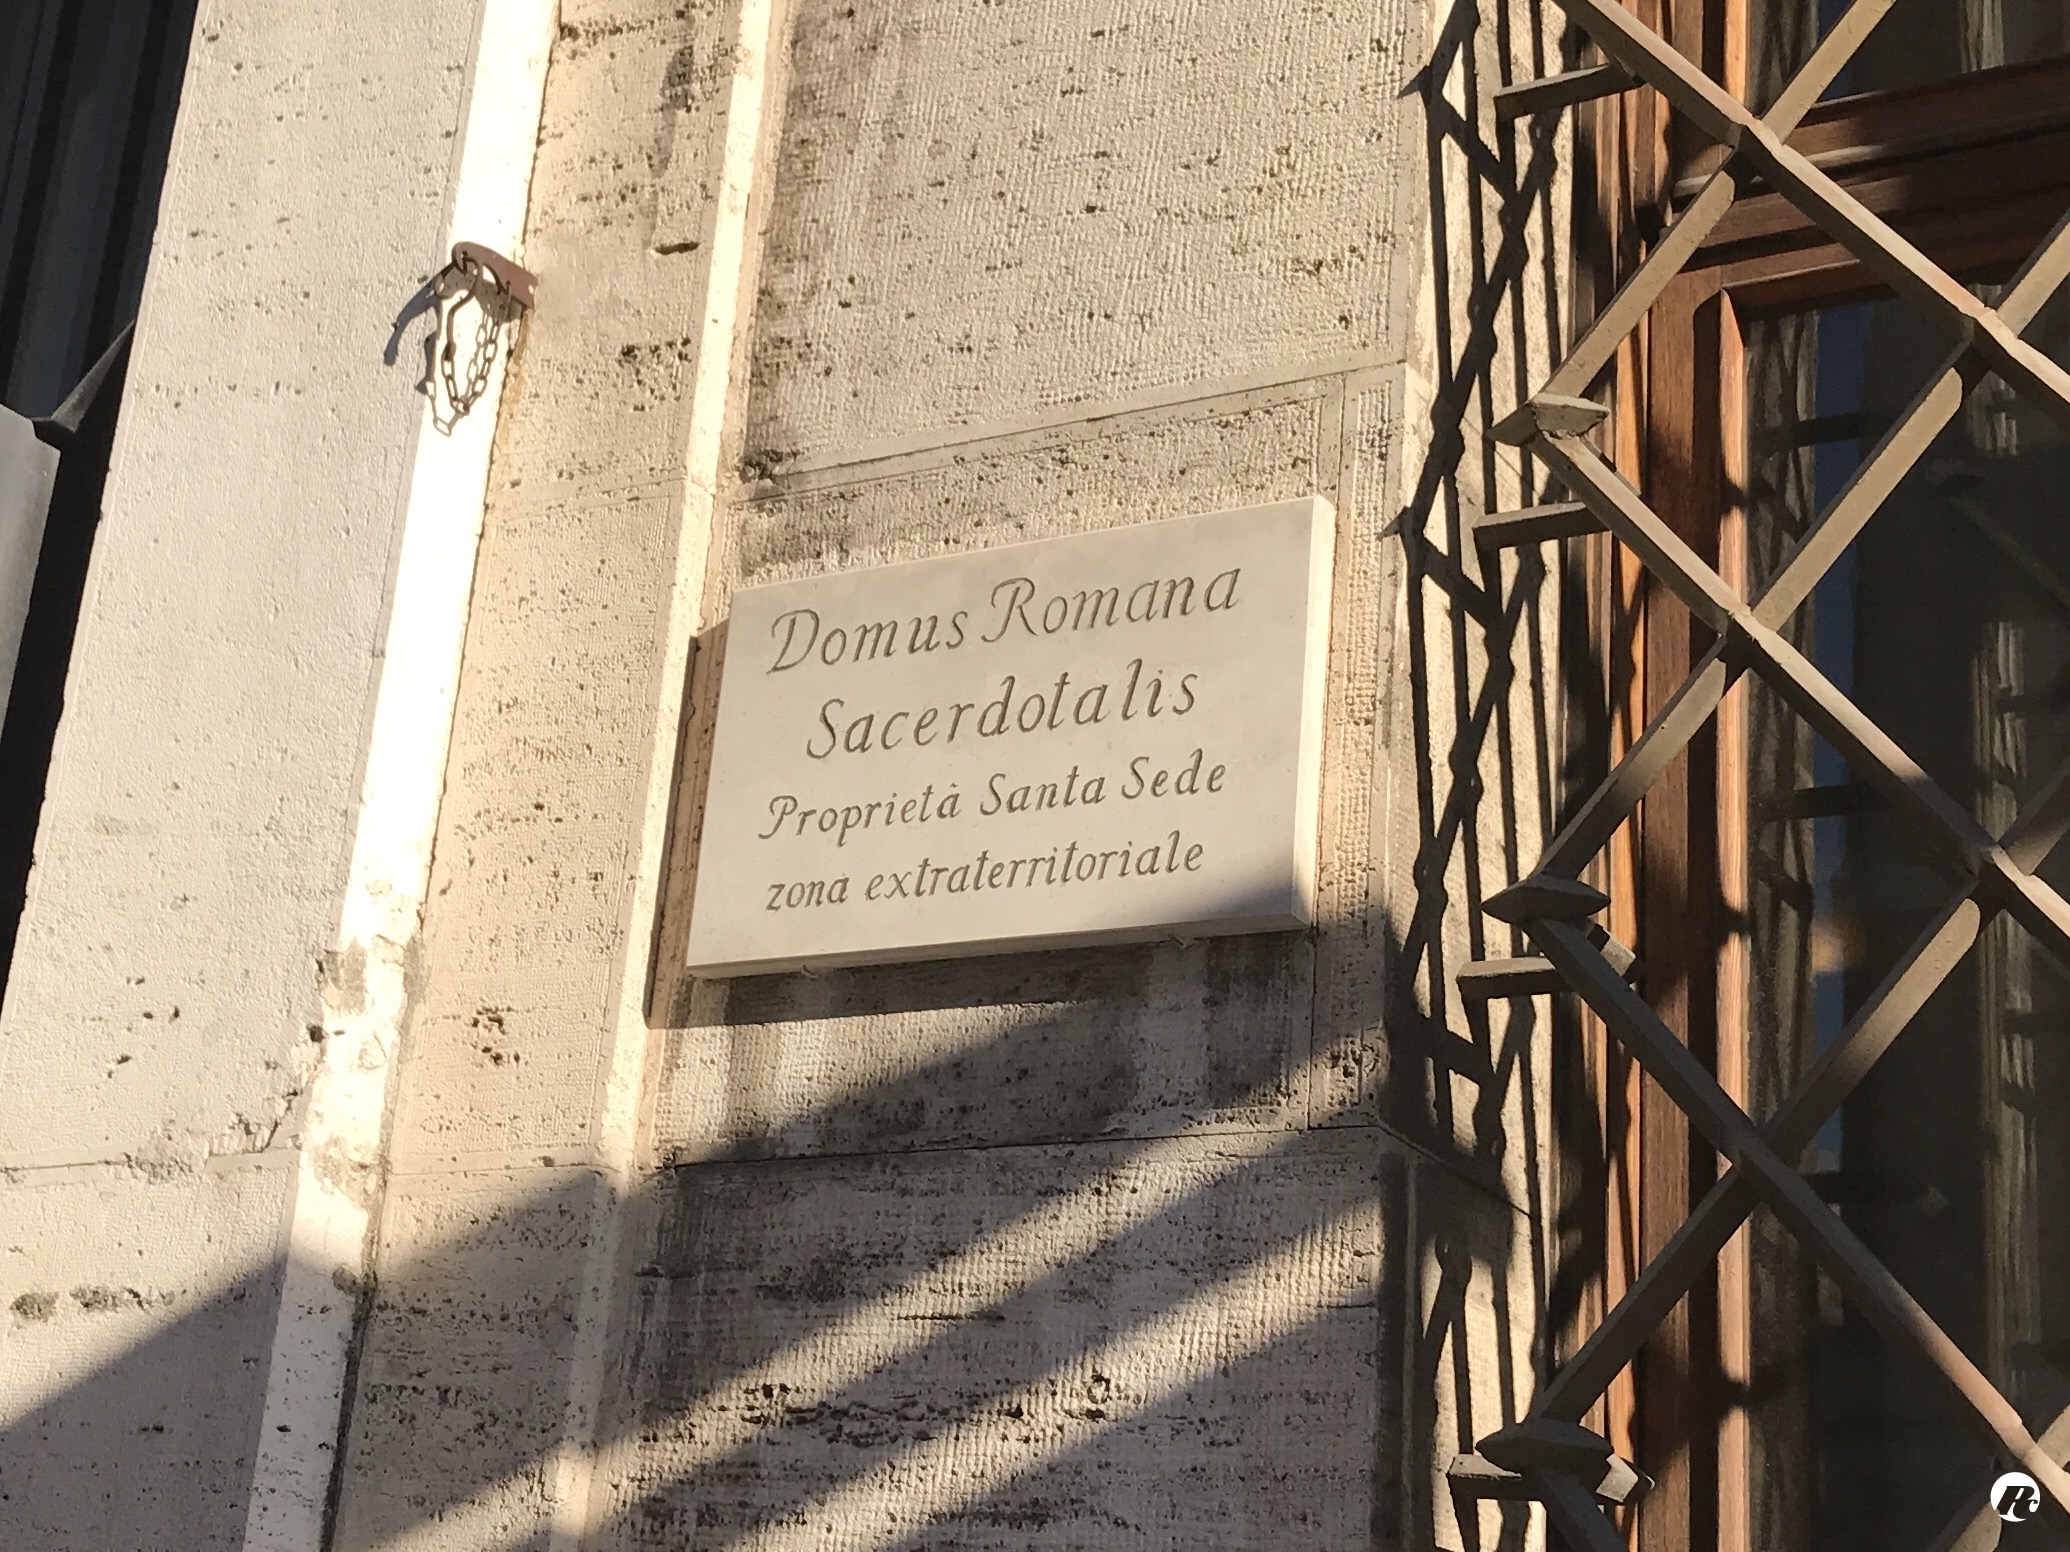 Domus Romana
Sacerdotalis
Proprietà Santa Sede
zona extraterritoriale